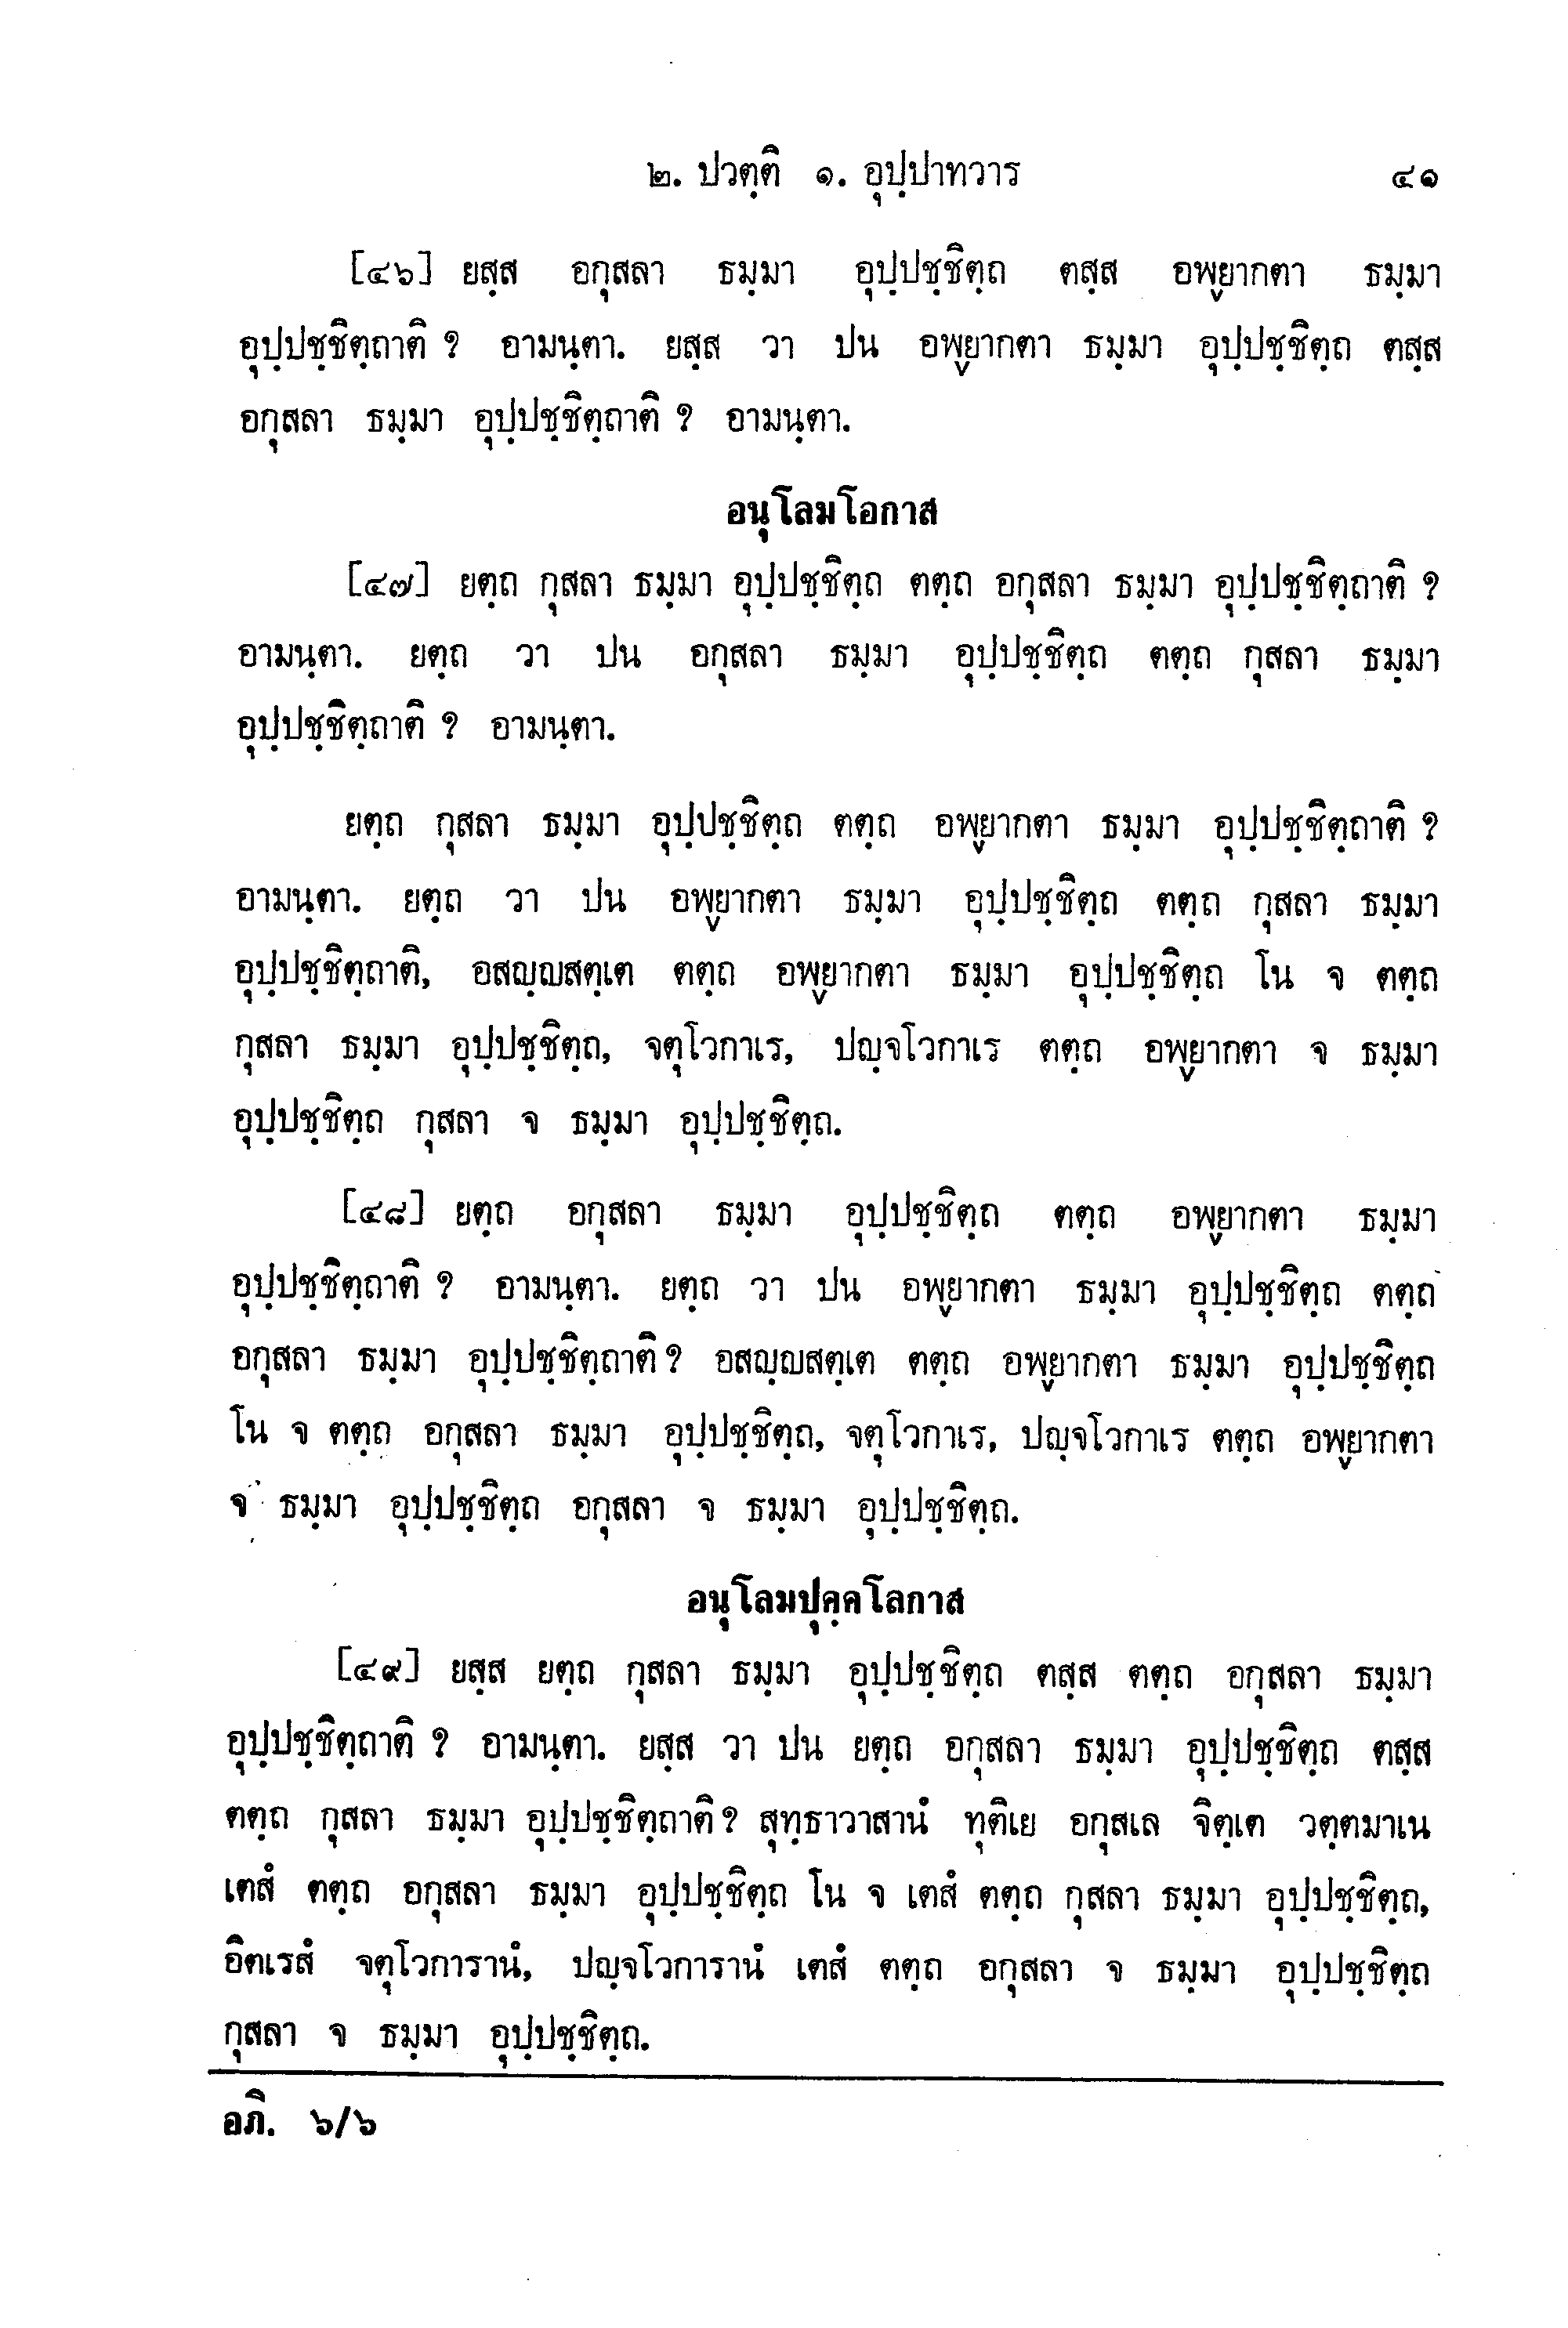 ๒. ปวตฺติ ๑. อุปฺปาทวาร ๔๑
[๔๖] ยสฺส อกุสลา ธมฺมา อุปฺปชฺชิตฺถ ตสฺส อพฺยากตา ธมฺมา
อุปฺปชฺชิตฺถาติ ? อามนฺตา. ยสฺส วา ปน อพฺยากตา ธมฺมา อุปฺปชฺชิตฺถ ตสฺส
อกุสลา ธมฺมา อุปฺปชฺชิตฺถาติ ? อามนฺตา.
อนุโลมโอกาส
[๔๗] ยตฺถ กุสลา ธมฺมา อุปฺปชฺชิตฺถ ตตฺถ อกุสลา ธมฺมา อุปฺปชฺชิตฺถาติ ?
อามนฺตา. ยตฺถ วา ปน อกุสลา ธมฺมา อุปฺปชฺชิตฺถ ตตฺถ กุสลา ธมฺมา
อุปฺปชฺชิตฺถาติ ? อามนฺตา.
ยตฺถ กุสลา ธมฺมา อุปฺปชฺชิตฺถ ตตฺถ อพฺยากตา ธมฺมา อุปฺปชฺชิตฺถาติ ?
อามนฺตา. ยตฺถ วา ปน อพฺยากตา ธมฺมา อุปฺปชฺชิตฺถ ตตฺถ กุสลา ธมฺมา
อุปฺปชฺชิตฺถาติ, อสญฺญสตฺเต ตตฺถ อพฺยากตา ธมฺมา อุปฺปชฺชิตฺถ โน จ ตตฺถ
กุสลา ธมฺมา อุปฺปชฺชิตฺถ, จตุโวกาเร, ปญฺจโวกาเร ตตฺถ อพฺยากตา จ ธมฺมา
อุปฺปชฺชิตฺถ กุสลา จ ธมฺมา อุปฺปชฺชิตฺถ.
[๔๘] ยตฺถ อกุสลา ธมฺมา อุปฺปชฺชิตฺถ ตตฺถ อพฺยากตา ธมฺมา
อุปฺปชฺชิตฺถาติ ? อามนฺตา. ยตฺถ วา ปน อพฺยากตา ธมฺมา อุปฺปชฺชิตฺถ ตตฺถ
อกุสลา ธมฺมา อุปฺปชฺชิตฺถาติ ? อสญฺญสตฺเต ตตฺถ อพฺยากตา ธมฺมา อุปฺปชฺชิตฺถ
โน จ ตตฺถ อกุสลา ธมฺมา อุปฺปชฺชิตฺถ, จตุโวกาเร, ปญฺจโวกาเร ตตฺถ อพฺยากตา
จ ธมฺมา อุปฺปชฺชิตฺถ อกุสลา จ ธมฺมา อุปฺปชฺชิตฺถ.
อนุโลมปุคฺคโลกาส
[๔๙] ยสฺส ยตฺถ กุสลา ธมฺมา อุปฺปชฺชิตฺถ ตสฺส ตตฺถ อกุสลา ธมฺมา
อุปฺปชฺชิตฺถาติ ? อามนฺตา. ยสฺส วา ปน ยตฺถ อกุสลา ธมฺมา อุปฺปชฺชิตฺถ ตสฺส
ตตฺถ กุสลา ธมฺมา อุปฺปชฺชิตฺถาติ ? สุทฺธาวาสานํ ทุติเย อกุสเล จิตฺเต วตฺตมาเน
เตสํ ตตฺถ อกุสลา ธมฺมา อุปฺปชฺชิตฺถ โน จ เตสํ ตตฺถ กุสลา ธมฺมา อุปฺปชฺชิตฺถ,
อิตเรสํ จตุโวการานํ, ปญฺจโวการานํ เตสํ ตตฺถ อกุสลา จ ธมฺมา อุปฺปชฺชิตฺถ
กุสลา จ ธมฺมา อุปฺปชฺชิตฺถ.
อภิ. ๖/๖